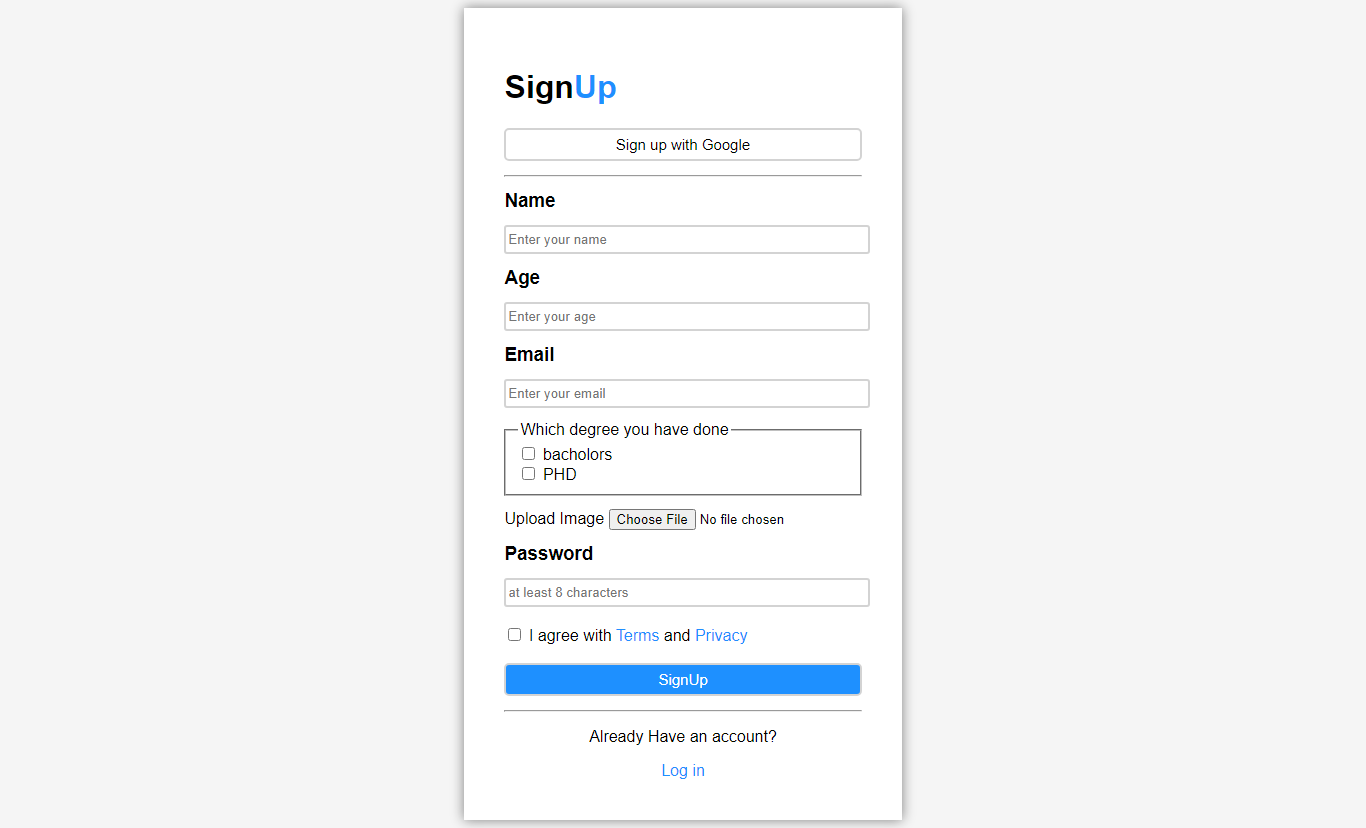 SignUp
Sign up with Google
Name
Enter your name
Age
Enter your age
Email
Enter your email
Which degree you have done
bacholors
PHD
Upload Image Choose File No file chosen
Password
at least 8 characters
I agree with Terms and Privacy
SignUp
Already Have an account?
Log in